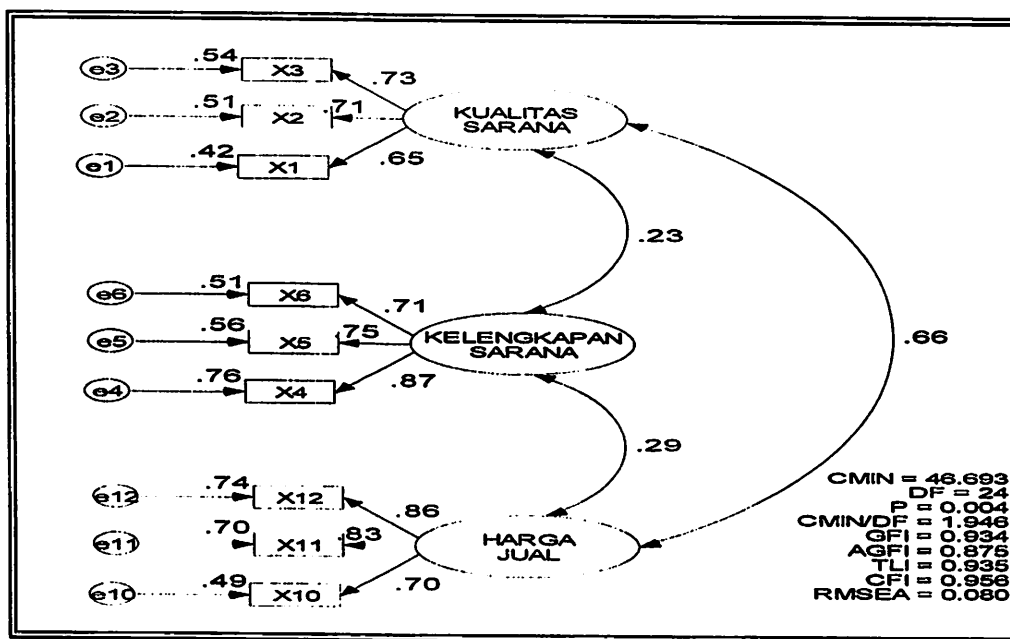 .54
e3
X3
.73
.51
e2
X2
.71
KUALITAS
SARANA
.42
e1
X1
.65
.23
.51
e6
X6
.71
.56
e5
X5
.75
KELENGKAPAN
SARANA
.66
.76
e4
X4
.87
.29
.74
e12
X12
.86
.70
e11
X11
.83
HARGA
JUAL
.49
e10
X10
.70
CMIN = 46.693
DF = 24
P = 0.004
CMIN/DF = 1.946
GFI = 0.934
AGFI = 0.875
TLI = 0.935
CFI = 0.956
RMSEA = 0.080